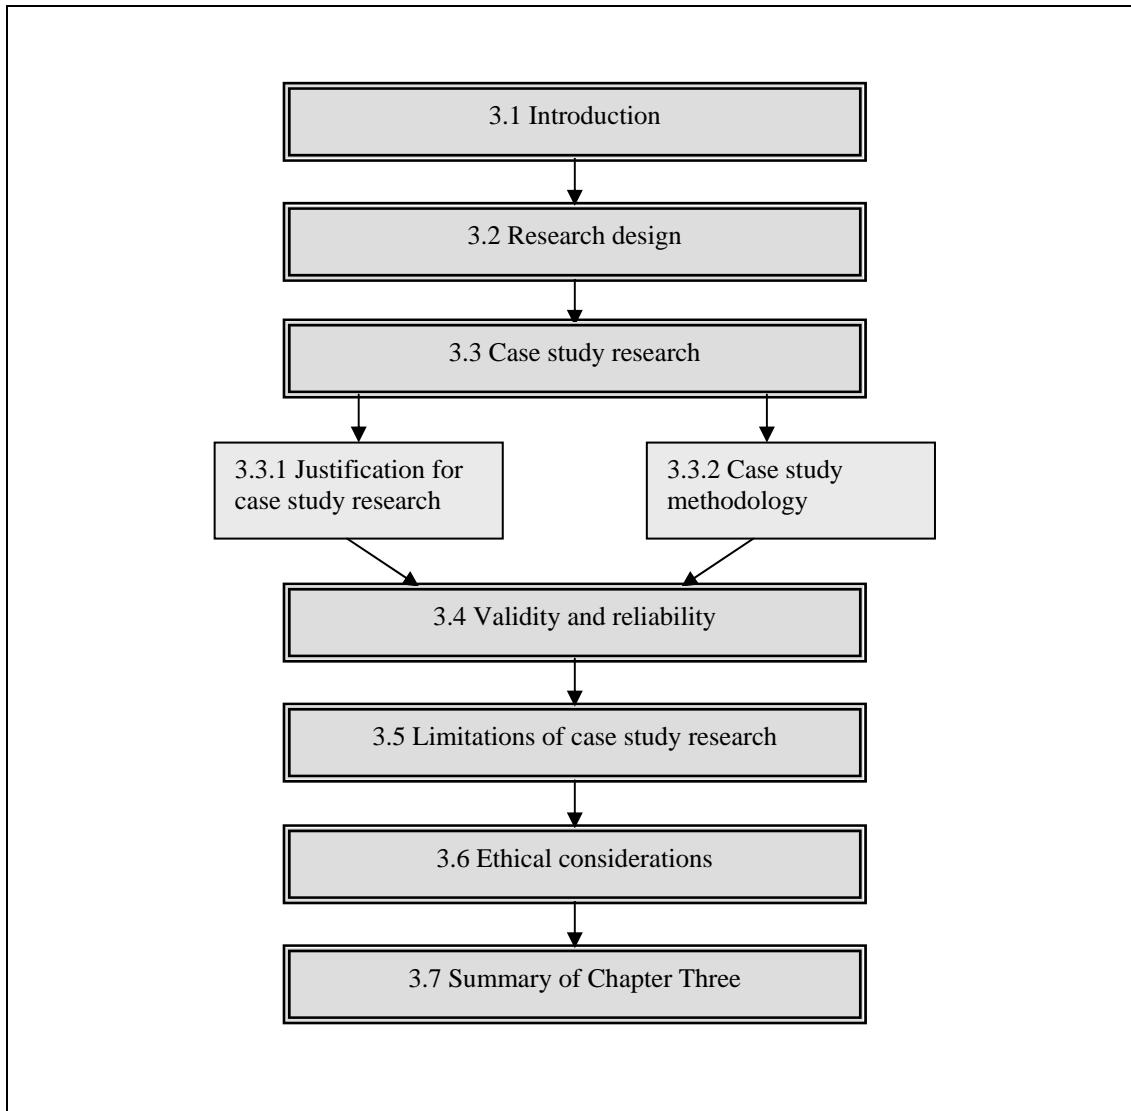 3.1 Introduction
3.2 Research design
3.3 Case study research
3.3.1 Justification for
case study research
3.3.2 Case study
methodology
3.4 Validity and reliability
3.5 Limitations of case study research
3.6 Ethical considerations
3.7 Summary of Chapter Three